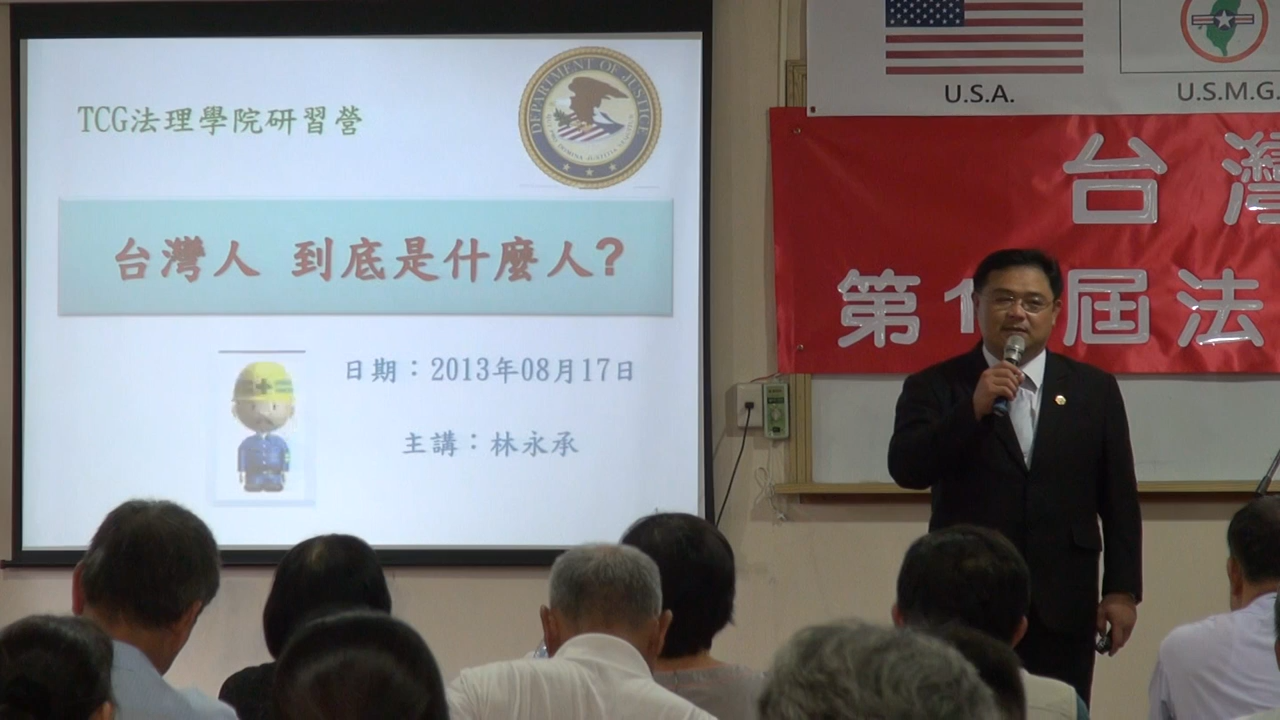 TCG法理學院研習營
DEPARTMENT OF JUSTICE
台灣人 到底是什麼人?
日期：2013年08月17日
主講：林永承
U.S.A.
U.S.M.G.
台灣
第 屆法